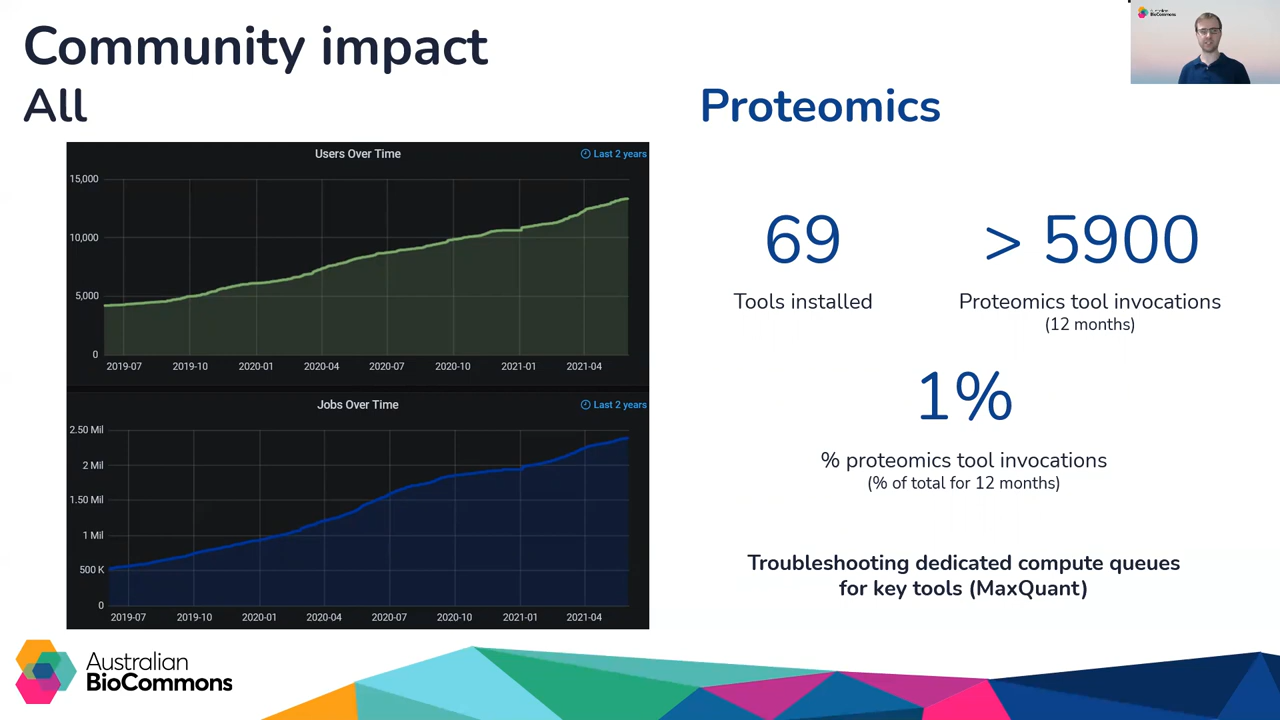 Community impact
All
Users Over Time
Last 2 years
15,000
10,000
5,000
0
2019-07 2019-10 2020-01 2020-04 2020-07 2020-10 2021-01 2021-04
Jobs Over Time
Last 2 years
2.50 Mil
2 Mil
1.50 Mil
1 Mil
500 K
0
2019-07 2019-10 2020-01 2020-04 2020-07 2020-10 2021-01 2021-04
Proteomics
69
Tools installed
> 5900
Proteomics tool invocations
(12 months)
1%
% proteomics tool invocations
(% of total for 12 months)
Troubleshooting dedicated compute queues
for key tools (MaxQuant)
Australian
BioCommons
BioCommons